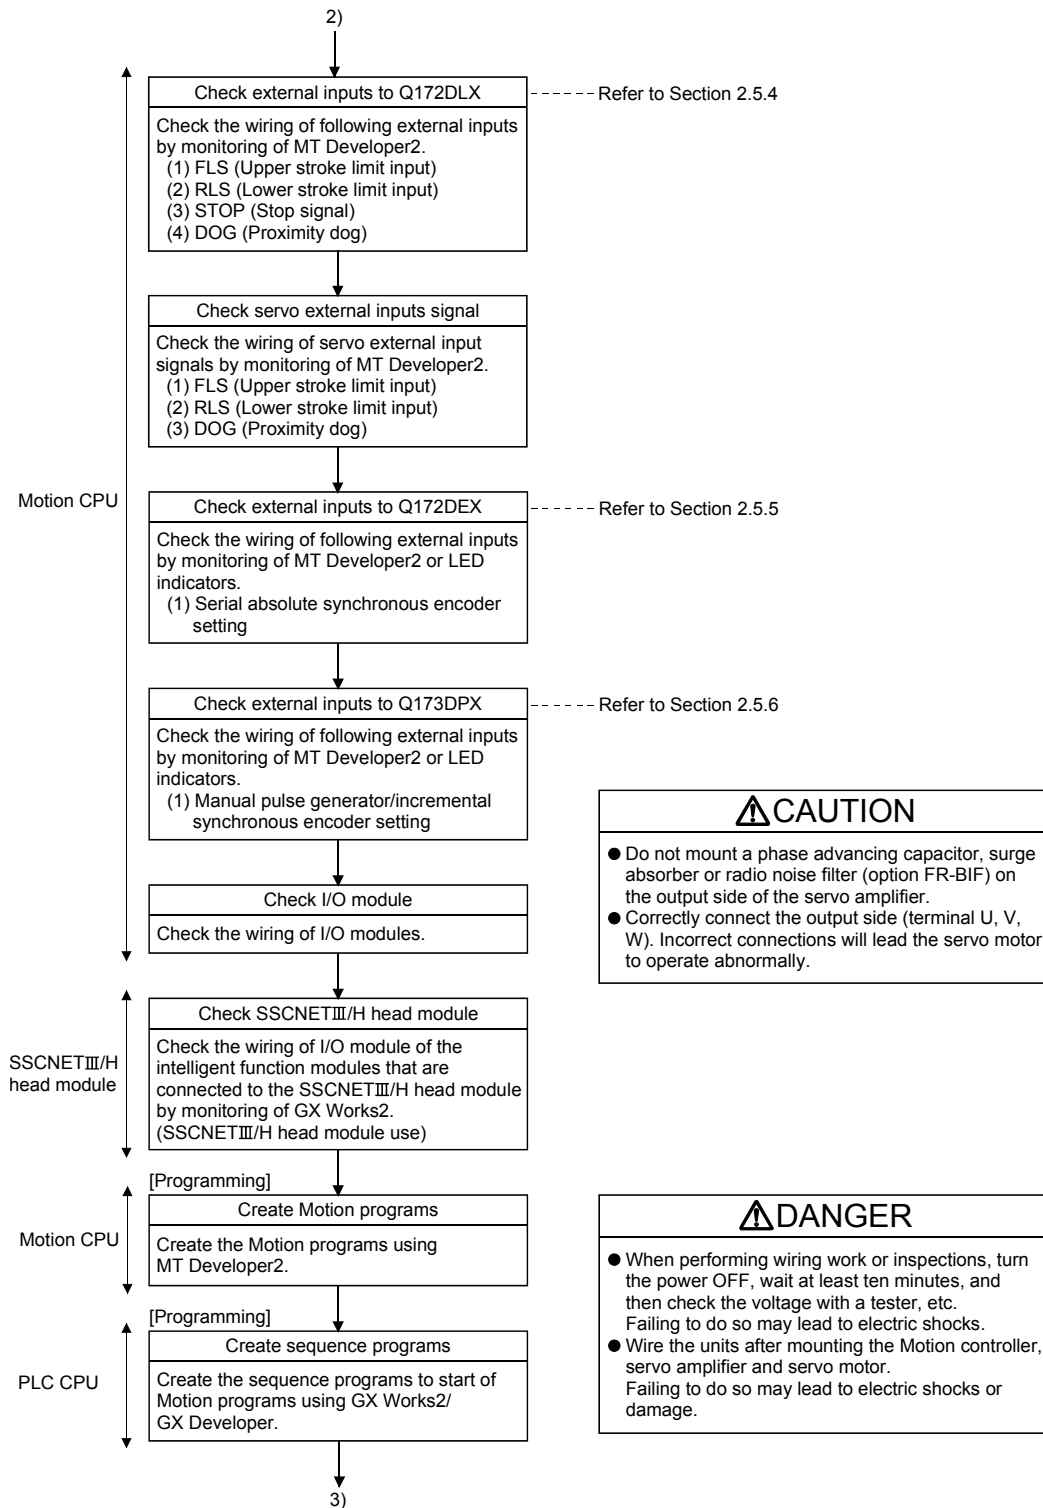 2)
Check external inputs to Q172DLX
Refer to Section 2.5.4
Check the wiring of following external inputs
by monitoring of MT Developer2.
(1) FLS (Upper stroke limit input)
(2) RLS (Lower stroke limit input)
(3) STOP (Stop signal)
(4) DOG (Proximity dog)
Check servo external inputs signal
Check the wiring of servo external input
signals by monitoring of MT Developer2.
(1) FLS (Upper stroke limit input)
(2) RLS (Lower stroke limit input)
(3) DOG (Proximity dog)
Motion CPU
Check external inputs to Q172DEX
Refer to Section 2.5.5
Check the wiring of following external inputs
by monitoring of MT Developer2 or LED
indicators.
(1) Serial absolute synchronous encoder
setting
Check external inputs to Q173DPX
Refer to Section 2.5.6
Check the wiring of following external inputs
by monitoring of MT Developer2 or LED
indicators.
(1) Manual pulse generator/incremental
synchronous encoder setting
Check I/O module
Check the wiring of I/O modules.
CAUTION
● Do not mount a phase advancing capacitor, surge
absorber or radio noise filter (option FR-BIF) on
the output side of the servo amplifier.
● Correctly connect the output side (terminal U, V,
W). Incorrect connections will lead the servo motor
to operate abnormally.
SSCNETⅢ/H
head module
Check SSCNETⅢ/H head module
Check the wiring of I/O module of the
intelligent function modules that are
connected to the SSCNETⅢ/H head module
by monitoring of GX Works2.
(SSCNETⅢ/H head module use)
[Programming]
Motion CPU
Create Motion programs
Create the Motion programs using
MT Developer2.
[Programming]
PLC CPU
Create sequence programs
Create the sequence programs to start of
Motion programs using GX Works2/
GX Developer.
DANGER
● When performing wiring work or inspections, turn
the power OFF, wait at least ten minutes, and
then check the voltage with a tester, etc.
Failing to do so may lead to electric shocks.
● Wire the units after mounting the Motion controller,
servo amplifier and servo motor.
Failing to do so may lead to electric shocks or
damage.
3)